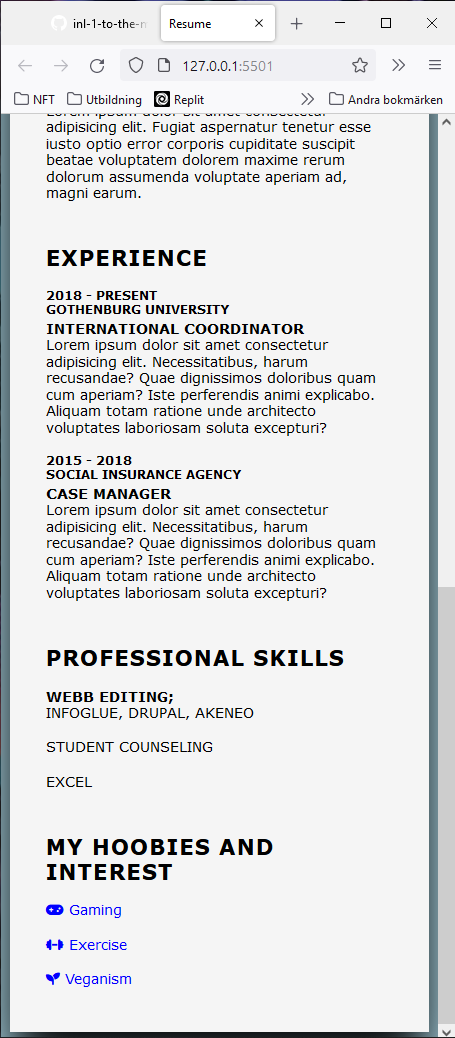 inl-1-to-the-m
Resume
127.0.0.1:5501
NFT
Utbildning
Replit
Andra bokmärken
Lorem ipsum dolor sit amet consectetur
adipisicing elit. Fugiat aspernatur tenetur esse
iusto optio error corporis cupiditate suscipit
beatae voluptatem dolorem maxime rerum
dolorum assumenda voluptate aperiam ad,
magni earum.
EXPERIENCE
2018 - PRESENT
GOTHENBURG UNIVERSITY
INTERNATIONAL COORDINATOR
Lorem ipsum dolor sit amet consectetur
adipisicing elit. Necessitatibus, harum
recusandae? Quae dignissimos doloribus quam
cum aperiam? Iste perferendis animi explicabo.
Aliquam totam ratione unde architecto
voluptates laboriosam soluta excepturi?
2015 - 2018
SOCIAL INSURANCE AGENCY
CASE MANAGER
Lorem ipsum dolor sit amet consectetur
adipisicing elit. Necessitatibus, harum
recusandae? Quae dignissimos doloribus quam
cum aperiam? Iste perferendis animi explicabo.
Aliquam totam ratione unde architecto
voluptates laboriosam soluta excepturi?
PROFESSIONAL SKILLS
WEBB EDITING;
INFOGLUE, DRUPAL, AKENEO
STUDENT COUNSELING
EXCEL
MY HOOBIES AND
INTEREST
Gaming
Exercise
Veganism